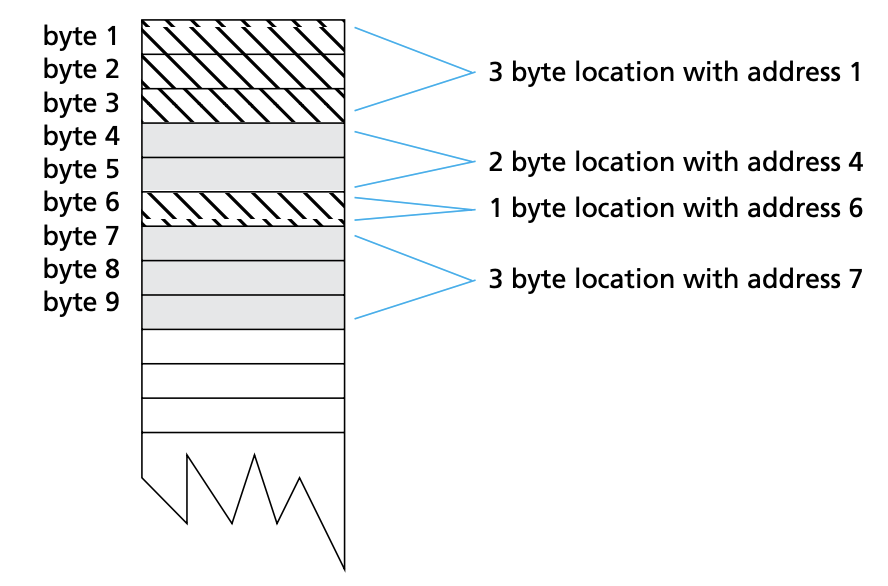 byte 1
byte 2
byte 3
byte 4
byte 5
byte 6
byte 7
byte 8
byte 9
3 byte location with address 1
2 byte location with address 4
1 byte location with address 6
3 byte location with address 7